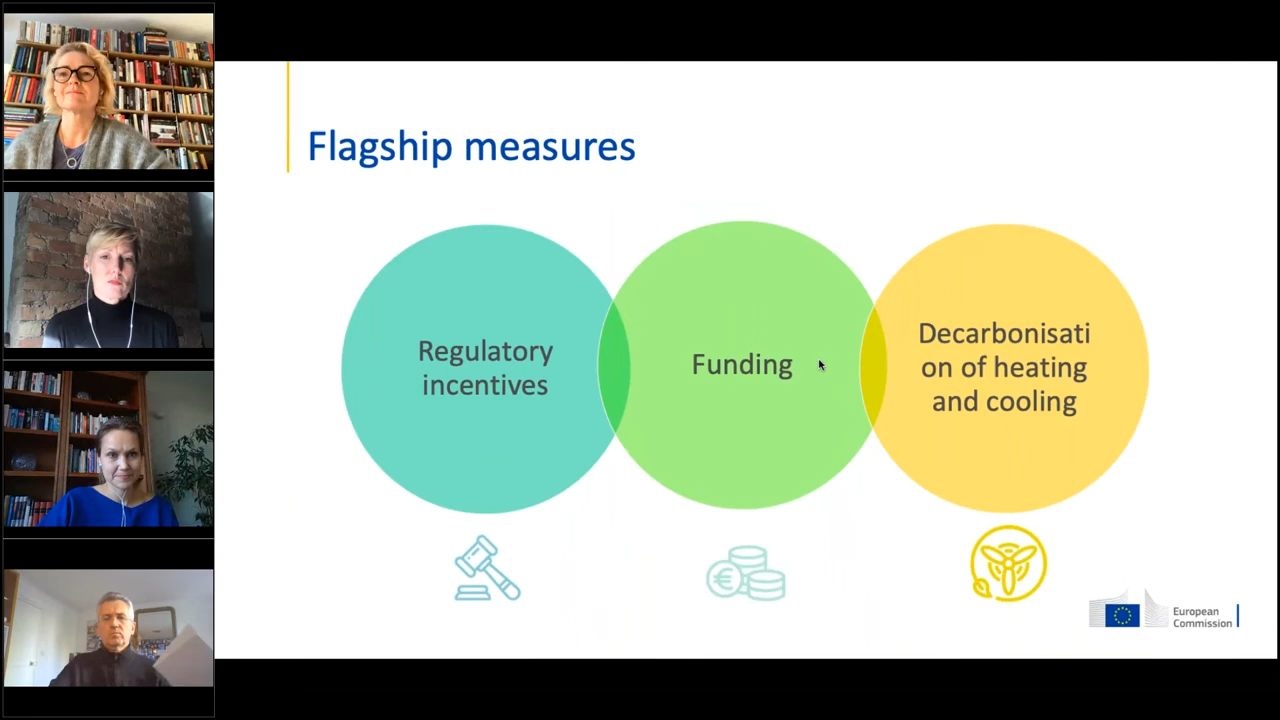 Flagship measures
Regulatory
incentives
Funding
Decarbonisati
on of heating
and cooling
European
Commission